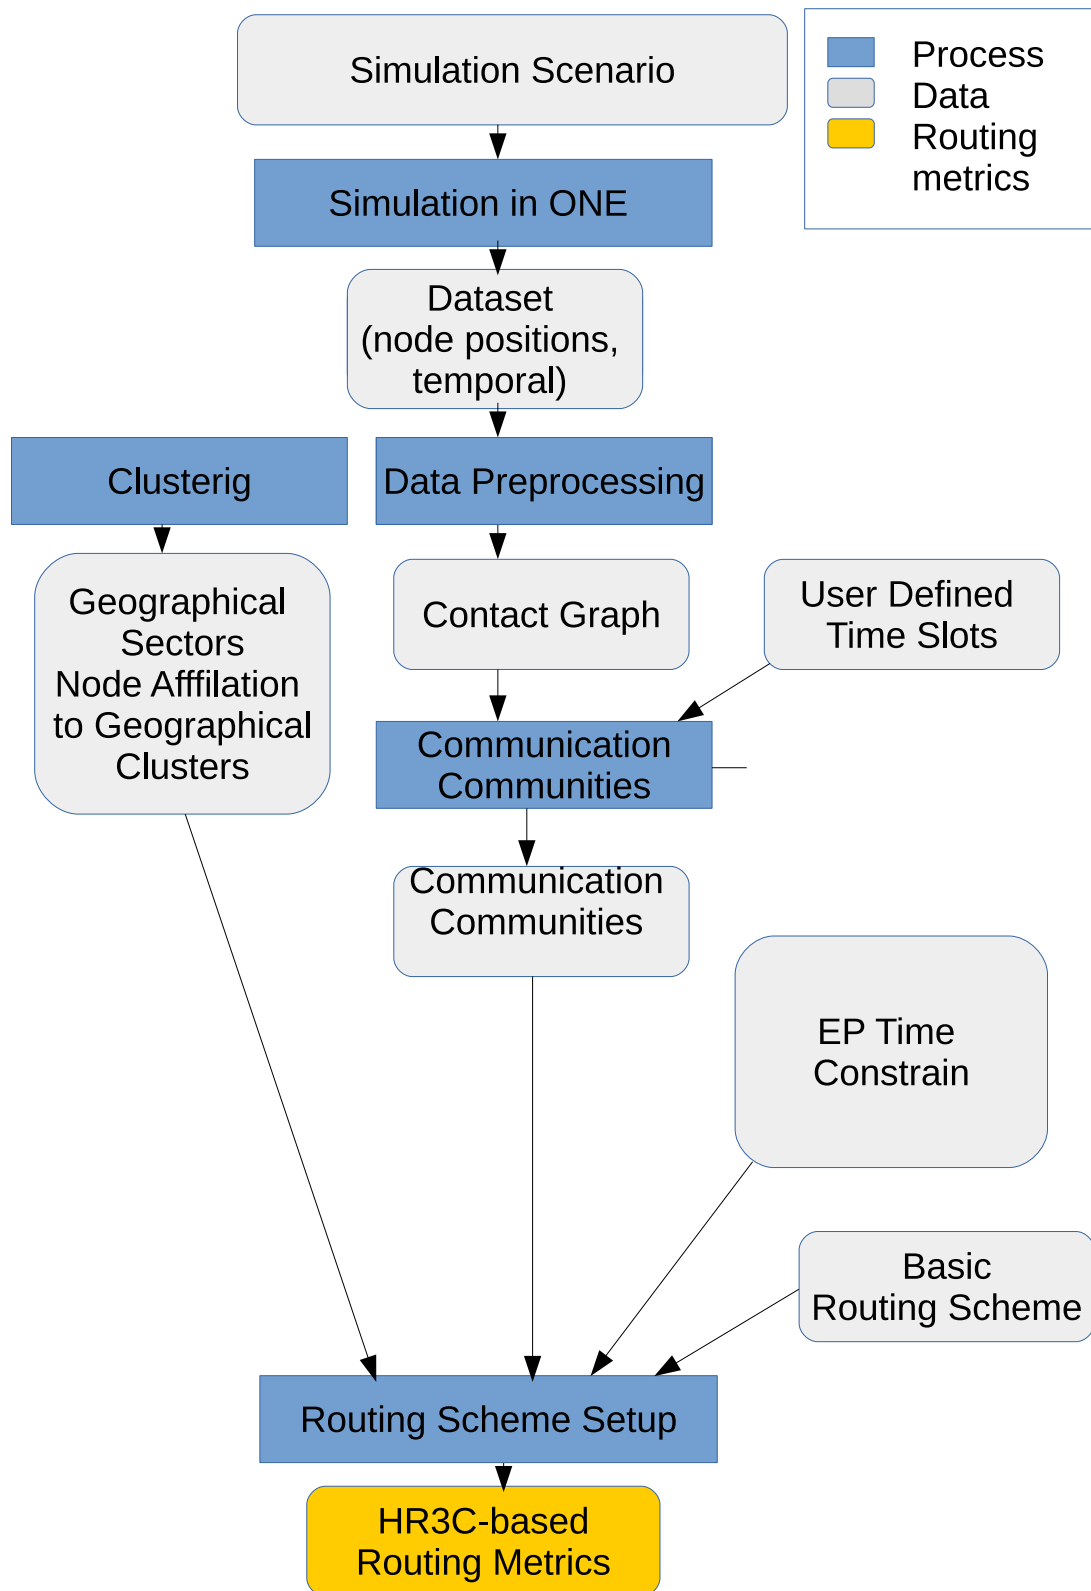 Simulation Scenario
Process
Data
Routing
metrics
Simulation in ONE
Dataset
(node positions,
temporal)
Clusterig
Data Preprocessing
Geographical
Sectors
Node Afffilation
to Geographical
Clusters
Contact Graph
User Defined
Time Slots
Communication
Communities
Communication
Communities
EP Time
Constrain
Basic
Routing Scheme
Routing Scheme Setup
HR3C-based
Routing Metrics